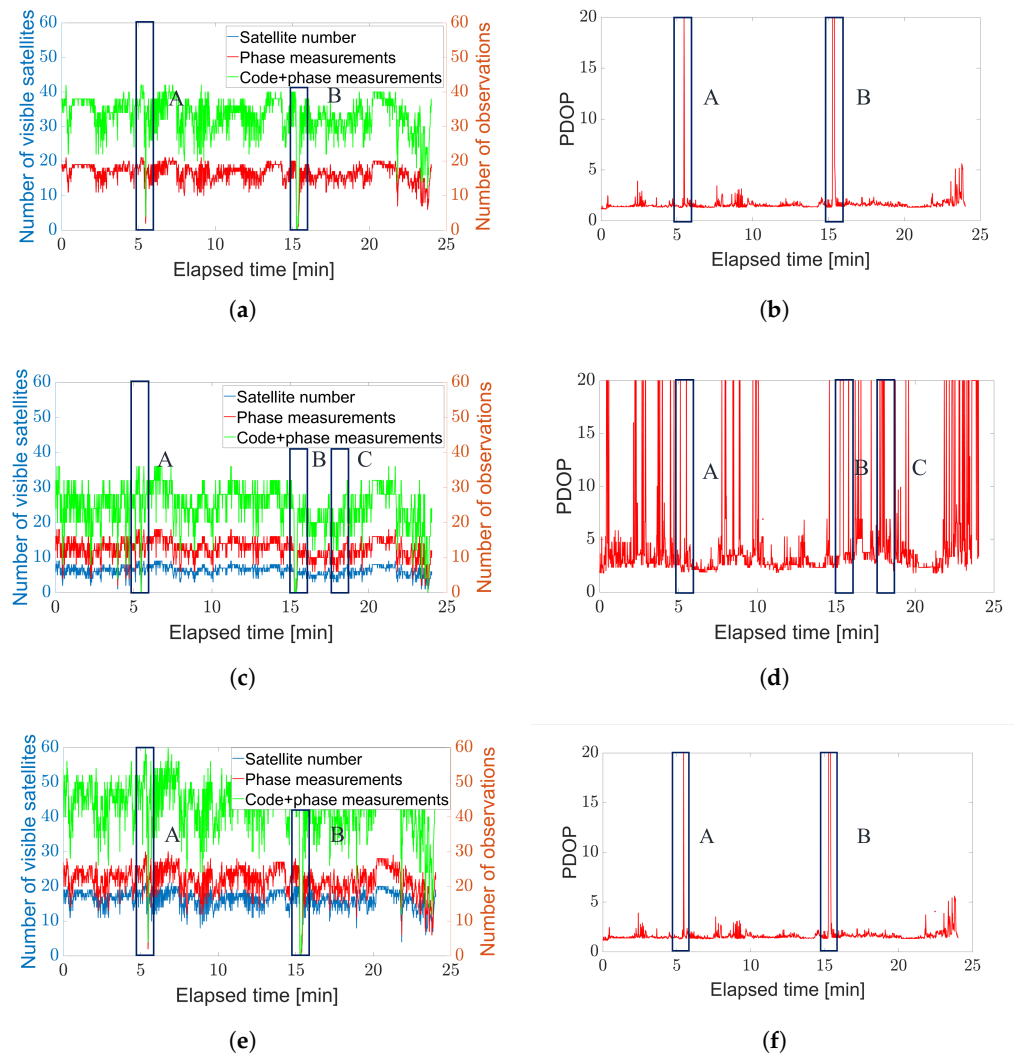 Number of visible satellites
60
50
40
30
20
10
0
Satellite number
Phase measurements
Code+phase measurements
A
B
60
50
40
30
20
10
0
Number of observations
0 5 10 15 20 25
Elapsed time [min]
(a)
PDOP
20
15
10
5
0
A
B
0 5 10 15 20 25
Elapsed time [min]
(b)
Number of visible satellites
60
50
40
30
20
10
0
Satellite number
Phase measurements
Code+phase measurements
A
B
C
60
50
40
30
20
10
0
Number of observations
0 5 10 15 20 25
Elapsed time [min]
(c)
PDOP
20
15
10
5
0
A
B
C
0 5 10 15 20 25
Elapsed time [min]
(d)
Number of visible satellites
60
50
40
30
20
10
0
Satellite number
Phase measurements
Code+phase measurements
A
B
60
50
40
30
20
10
0
Number of observations
0 5 10 15 20 25
Elapsed time [min]
(e)
PDOP
20
15
10
5
0
A
B
0 5 10 15 20 25
Elapsed time [min]
(f)